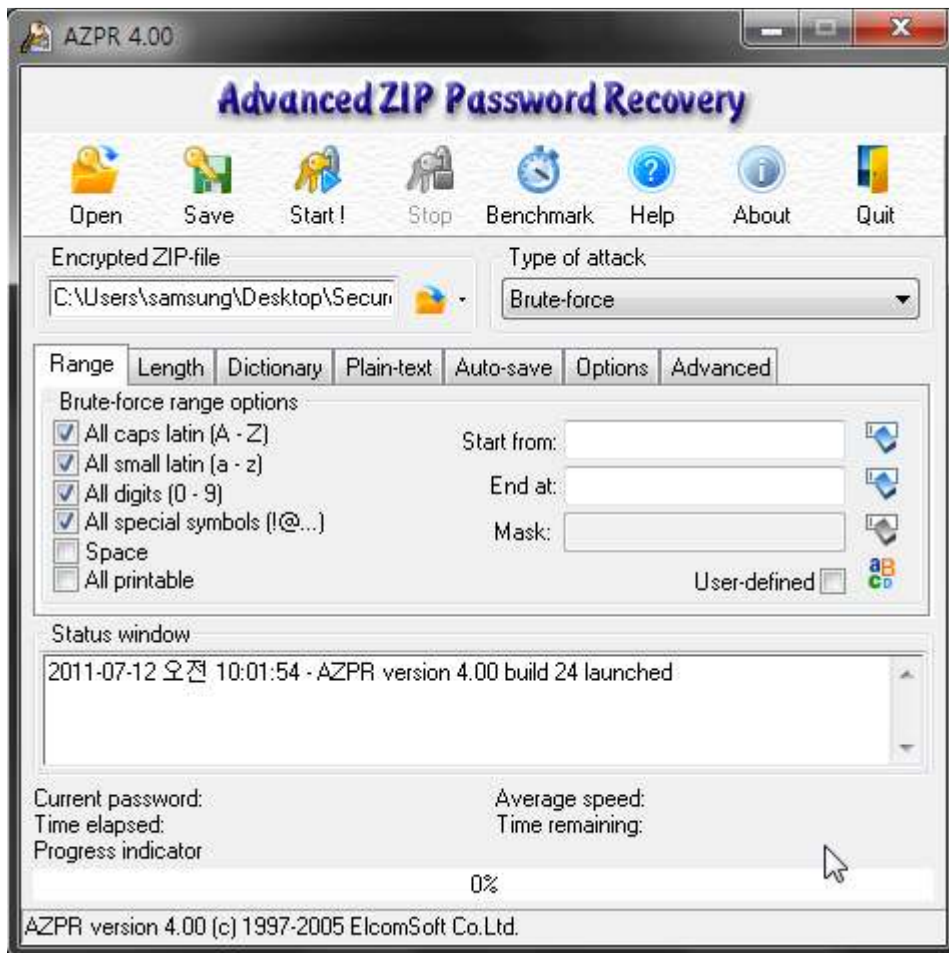 AZPR 4.00
Advanced ZIP Password Recovery
Open Save Start! Stop Benchmark Help About Quit
Encrypted ZIP-file Type of attack
C:\Users\samsung\Desktop\Secur Brute-force
Range Length Dictionary Plain-text Auto-save Options Advanced
Brute-force range options
All caps latin (A - Z) Start from:
All small latin (a - z)
All digits (0 - 9) End at:
All special symbols (!@...) Mask:
Space
All printable User-defined
Status window
2011-07-12 오전 10:01:54 - AZPR version 4.00 build 24 launched
Current password: Average speed:
Time elapsed: Time remaining:
Progress indicator
0%
AZPR version 4.00 (c) 1997-2005 ElcomSoft Co.Ltd.